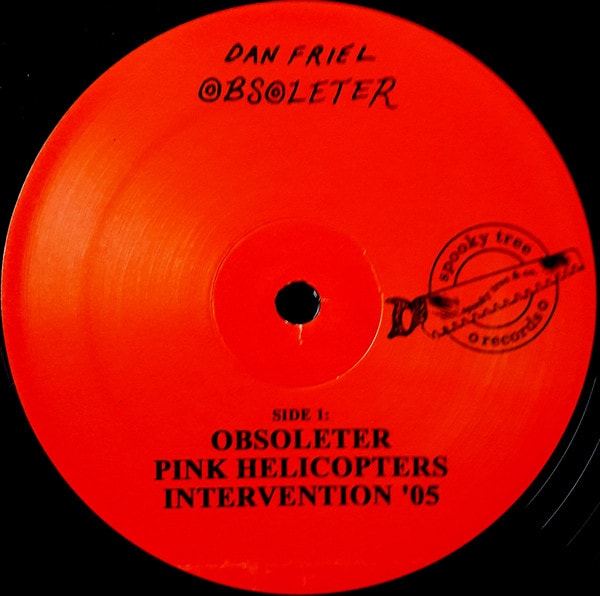 DAN FRIEL
OBSOLETER
spooky tree
records
SIDE 1:
OBSOLETER
PINK HELICOPTERS
INTERVENTION '05